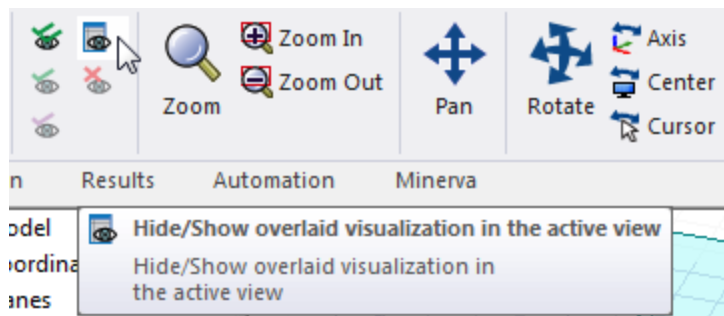 Zoom In
Axis
Zoom Out
Center
Zoom
Pan
Rotate
Cursor
n Results Automation Minerva
odel
Hide/Show overlaid visualization in the active view
oordina
Hide/Show overlaid visualization in
anes
the active view